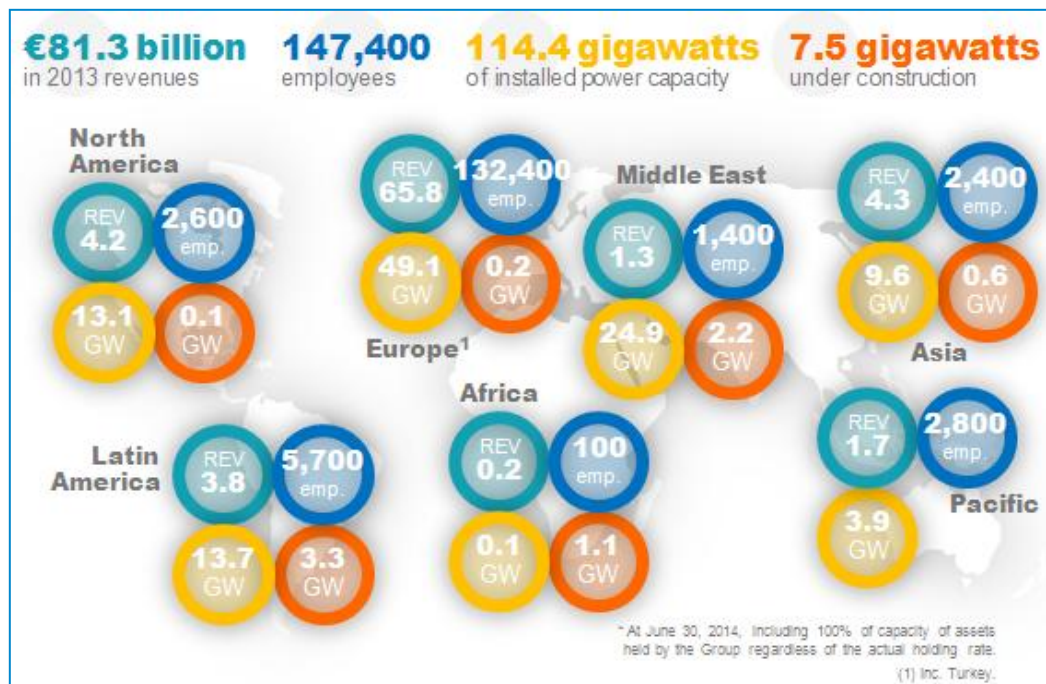 €81.3 billion
in 2013 revenues
147,400
employees
114.4 gigawatts
of installed power capacity
7.5 gigawatts
under construction
North
America
REV
4.2
2,600
emp.
13.1
GW
0.1
GW
REV
65.8
132,400
emp.
49.1
GW
0.2
GW
Europe¹
Middle East
REV
1.3
1,400
emp.
24.9
GW
2.2
GW
REV
4.3
2,400
emp.
9.6
GW
0.6
GW
Asia
Latin
America
REV
3.8
5,700
emp.
13.7
GW
3.3
GW
Africa
REV
0.2
100
emp.
0.1
GW
1.1
GW
REV
1.7
2,800
emp.
Pacific
3.9
GW
* At June 30, 2014, including 100% of capacity of assets
held by the Group regardless of the actual holding rate.
(1) Inc. Turkey.